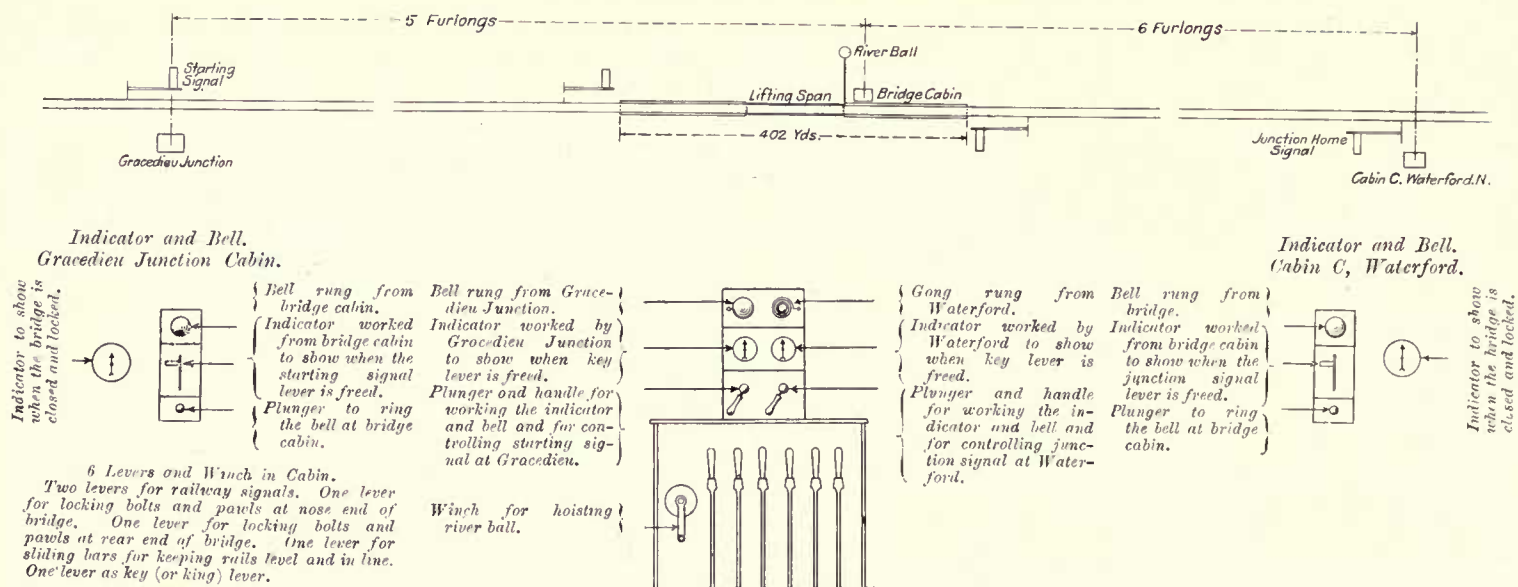 5 Furlongs
6 Furlongs
River Ball
Starting
Signal
Lifting Span
Bridge Cabin
402 Yds.
Gracedieu Junction
Junction Home
Signal
Cabin C. Waterford. N.
Indicator and Bell.
Gracedieu Junction Cabin.
Indicator to show
when the bridge is
closed and locked.
Bell rung from
bridge cabin.
Indicator worked
from bridge cabin
to show when the
starting signal
lever is freed.
Plunger to ring
the bell at bridge
cabin.
Bell rung from Grace-
dieu Junction.
Indicator worked by
Gracedieu Junction
to show when key
lever is freed.
Plunger and handle for
working the indicator
and bell and for con-
trolling starting sig-
nal at Gracedieu.
Winch for hoisting
river ball.
Gong rung from
Waterford.
Indicator worked by
Waterford to show
when key lever is
freed.
Plunger and handle
for working the in-
dicator and bell and
for controlling junc-
tion signal at Water-
ford.
Indicator and Bell.
Cabin C, Waterford.
Bell rung from
bridge.
Indicator worked
from bridge cabin
to show when the
junction signal
lever is freed.
Plunger to ring
the bell at bridge
cabin.
Indicator to show
when the bridge is
closed and locked.
6 Levers and Winch in Cabin.
Two levers for railway signals. One lever
for locking bolts and pawls at nose end of
bridge. One lever for locking bolts and
pawls at rear end of bridge. One lever for
sliding bars for keeping rails level and in line.
One lever as key (or king) lever.